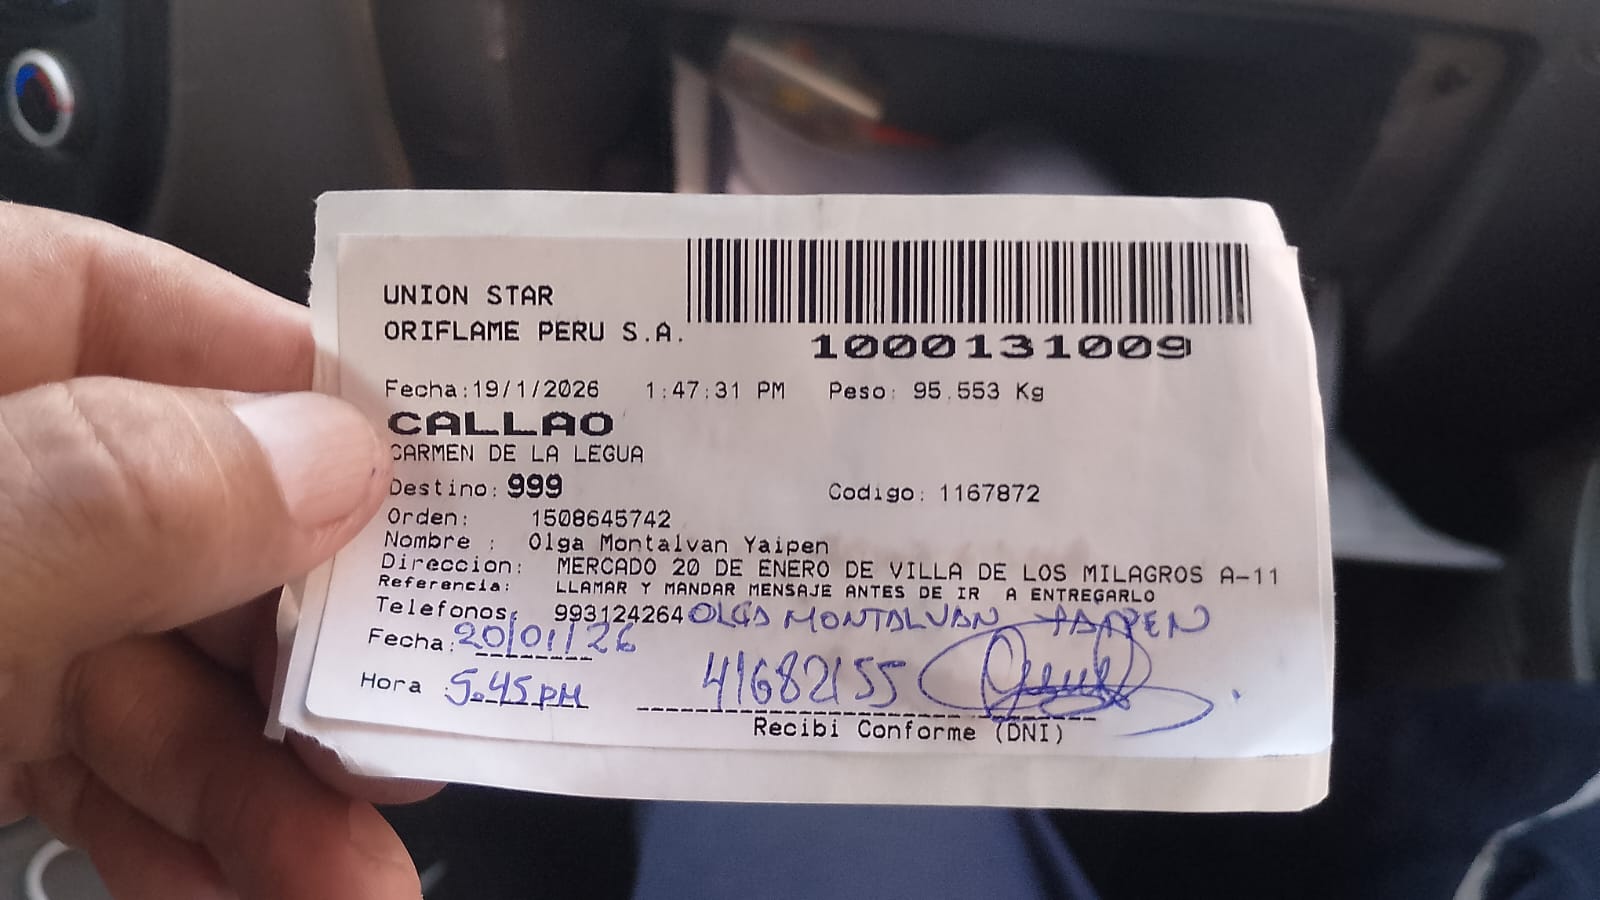 UNION STAR
ORIFLAME PERU S.A.
1000131009
Fecha:19/1/2026 1:47:31 PM Peso: 95.553 Kg
CALLAO
CARMEN DE LA LEGUA
Destino: 999 Codigo: 1167872
Orden: 1508645742
Nombre : Olga Montalvan Yaipen
Direccion: MERCADO 20 DE ENERO DE VILLA DE LOS MILAGROS A-11
Referencia: LLAMAR Y MANDAR MENSAJE ANTES DE IR A ENTREGARLO
Telefonos: 993124264 OLGA MONTALVAN YAIPEN
Fecha: 20/01/26
Hora : 5.45 PM 41682155
Recibi Conforme (DNI)